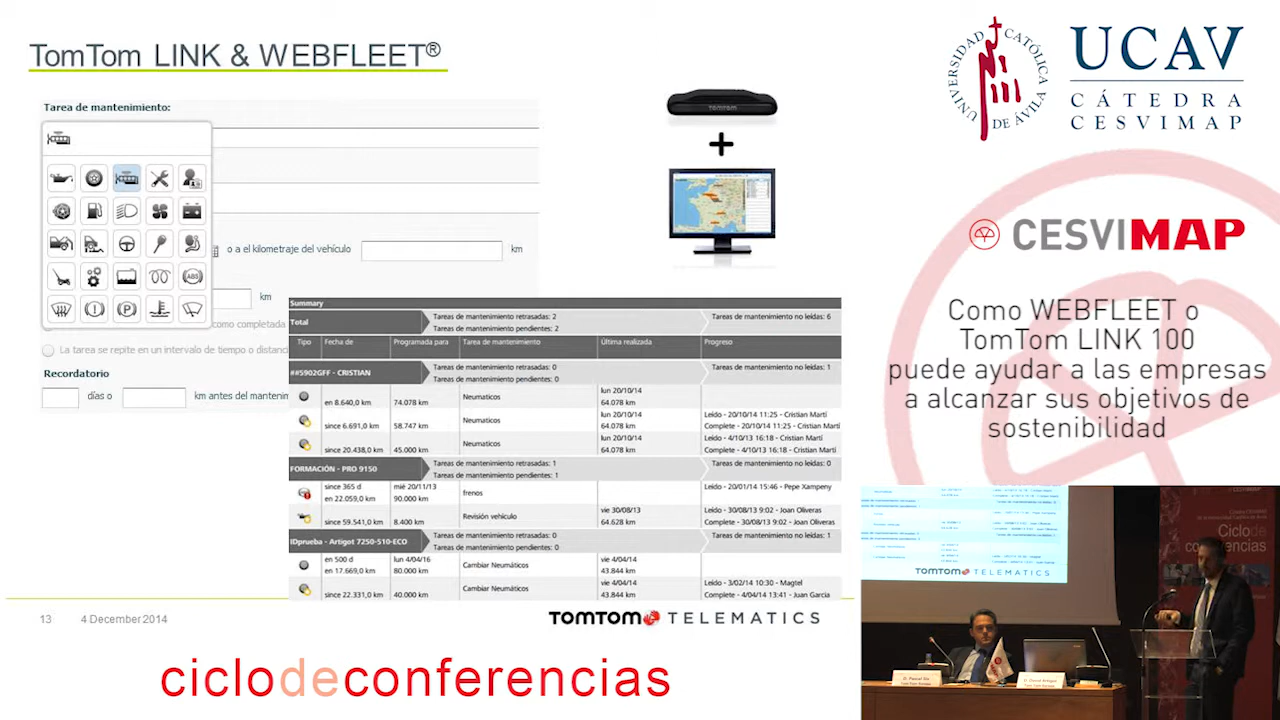 TomTom LINK & WEBFLEET®
Tarea de mantenimiento:
o a el kilometraje del vehículo
km
km
como completada
La tarea se repite en un intervalo de tiempo o distanci
Recordatorio
días o
km antes del mantenim
TomTom
+
Summary
Total
Tareas de mantenimiento retrasadas: 2
Tareas de mantenimiento pendientes: 2
Tareas de mantenimiento no leídas: 6
Tipo Fecha de Programada para Tarea de mantenimiento Última realizada Progreso
##5902GFF - CRISTIAN
Tareas de mantenimiento retrasadas: 0
Tareas de mantenimiento pendientes: 0
Tareas de mantenimiento no leídas: 1
en 8.640,0 km 74.078 km Neumaticos lun 20/10/14 64.078 km
since 6.691,0 km 58.747 km Neumaticos lun 20/10/14 64.078 km Leído - 20/10/14 11:25 - Cristian Martí
Complete - 20/10/14 11:25 - Cristian Martí
since 20.438,0 km 45.000 km Neumaticos lun 20/10/14 64.078 km Leído - 4/10/13 16:18 - Cristian Martí
Complete - 4/10/13 16:18 - Cristian Martí
FORMACIÓN - PRO 9150
Tareas de mantenimiento retrasadas: 1
Tareas de mantenimiento pendientes: 1
Tareas de mantenimiento no leídas: 0
since 365 d mié 20/11/13 frenos Leído - 20/01/14 15:46 - Pepe Xampeny
en 22.059,0 km 90.000 km
since 59.541,0 km 8.400 km Revisión vehículo vie 30/08/13 64.628 km Leído - 30/08/13 9:02 - Joan Oliveras
Complete - 30/08/13 9:02 - Joan Oliveras
IDprueba - Artigot 7250-510-ECO
Tareas de mantenimiento retrasadas: 0
Tareas de mantenimiento pendientes: 0
Tareas de mantenimiento no leídas: 1
en 500 d lun 4/04/16 Cambiar Neumáticos vie 4/04/14
en 17.669,0 km 80.000 km 43.844 km
since 22.331,0 km 40.000 km Cambiar Neumáticos vie 4/04/14 43.844 km Leído - 3/02/14 10:30 - Magtel
Complete - 4/04/14 13:41 - Juan Garcia
13 4 December 2014
TOMTOM TELEMATICS
ciclodeconferencias
UNIVERSIDAD CATÓLICA DE ÁVILA
UCAV
CÁTEDRA
CESVIMAP
CESVIMAP
Como WEBFLEET o
TomTom LINK 100
puede ayudar a las empresas
a alcanzar sus objetivos de
sostenibilidad
TOMTOM TELEMATICS
CESVIMAP
Ciclode
conferencias